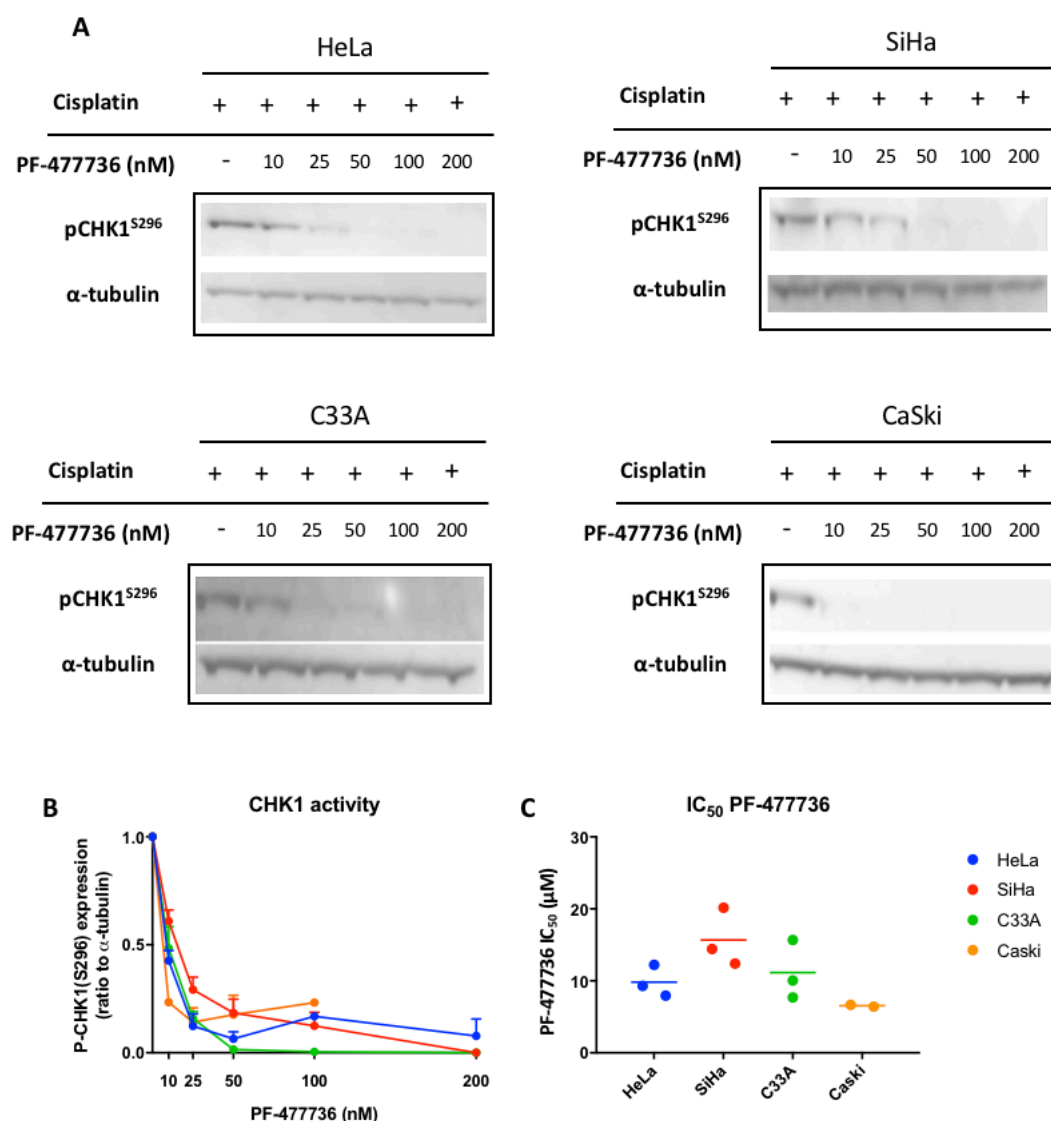 A
HeLa
Cisplatin + + + + + +
PF-477736 (nM) - 10 25 50 100 200
pCHK1S296
α-tubulin
SiHa
Cisplatin + + + + + +
PF-477736 (nM) - 10 25 50 100 200
pCHK1S296
α-tubulin
C33A
Cisplatin + + + + + +
PF-477736 (nM) - 10 25 50 100 200
pCHK1S296
α-tubulin
CaSki
Cisplatin + + + + + +
PF-477736 (nM) - 10 25 50 100 200
pCHK1S296
α-tubulin
B
CHK1 activity
P-CHK1(S296) expression
(ratio to α-tubulin)
1.0
0.5
0.0
10 25 50 100 200
PF-477736 (nM)
C
IC50 PF-477736
PF-477736 IC50 (μM)
30
20
10
0
HeLa SiHa C33A Caski
HeLa
SiHa
C33A
Caski